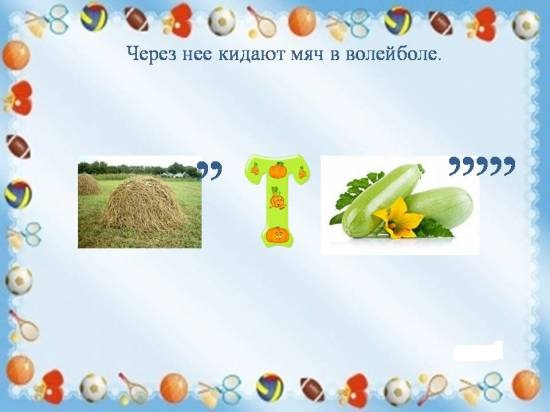 Через нее кидают мяч в волейболе.
,, Т ,,,,,